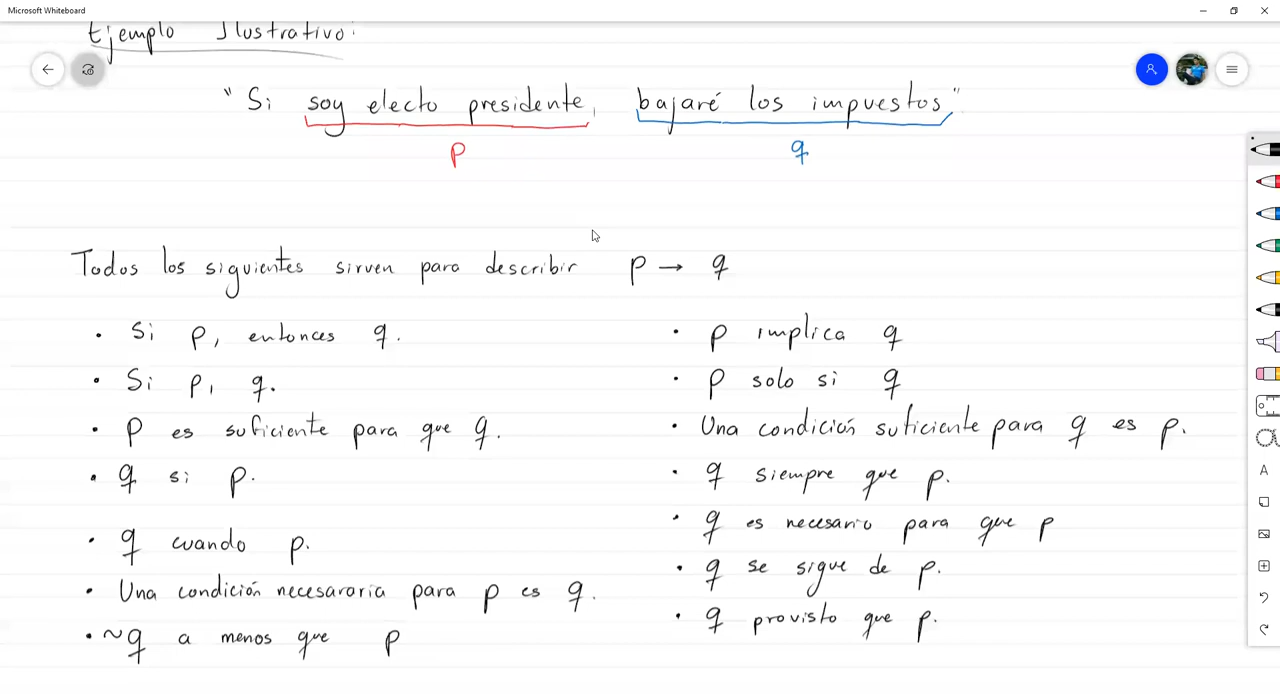 Microsoft Whiteboard
Ejemplo Ilustrativo:
"Si soy electo presidente, bajaré los impuestos"
p q
Todos los siguientes sirven para describir p → q
• Si p, entonces q.
• Si p, q.
• P es suficiente para que q.
• q si p.
• q cuando p.
• Una condición necesararia para p es q.
• ~q a menos que p
• p implica q
• p solo si q
• Una condición suficiente para q es p.
• q siempre que p.
• q es necesario para que p
• q se sigue de p.
• q provisto que p.
A